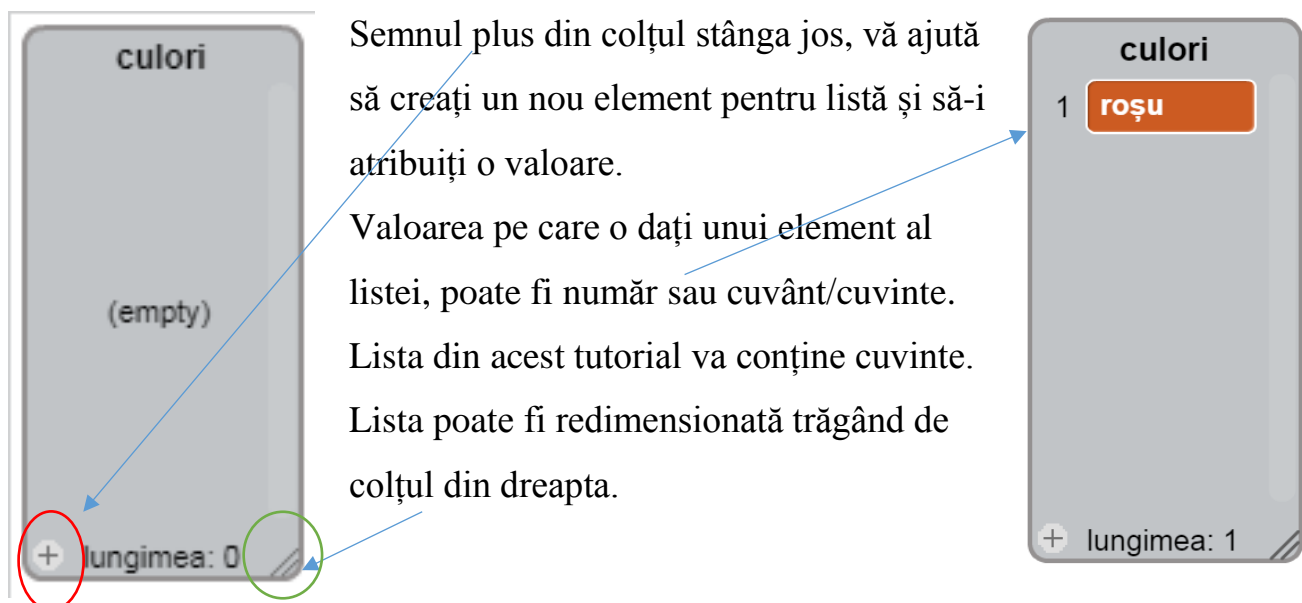 culori
(empty)
+ lungimea: 0
Semnul plus din colțul stânga jos, vă ajută
să creați un nou element pentru listă și să-i
atribuiți o valoare.
Valoarea pe care o dați unui element al
listei, poate fi număr sau cuvânt/cuvinte.
Lista din acest tutorial va conține cuvinte.
Lista poate fi redimensionată trăgând de
colțul din dreapta.
culori
1 roșu
+ lungimea: 1